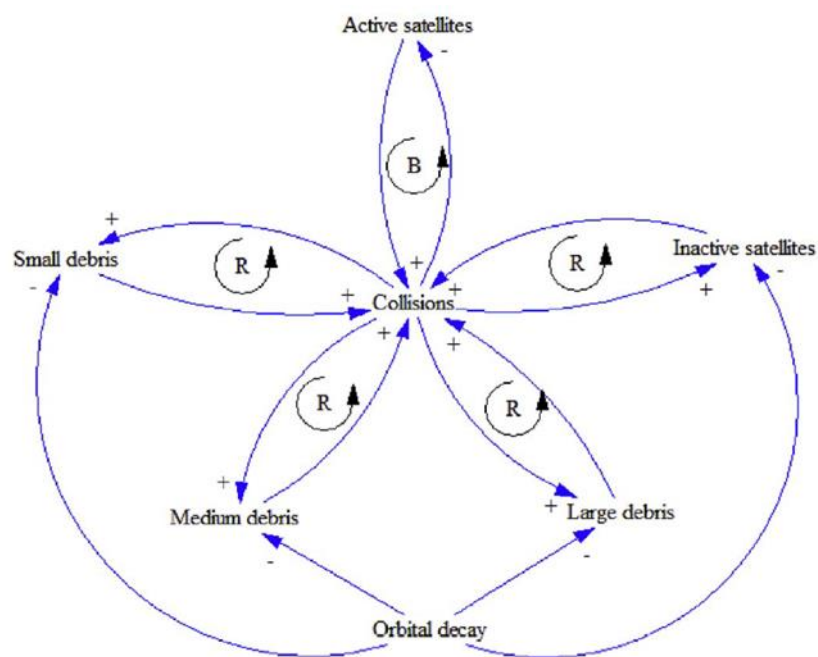 Active satellites
-
B
+
Small debris
-
R
R
Inactive satellites
-
+
+
+
+
Collisions
+
+
+
R
R
+
Medium debris
-
+
Large debris
-
Orbital decay